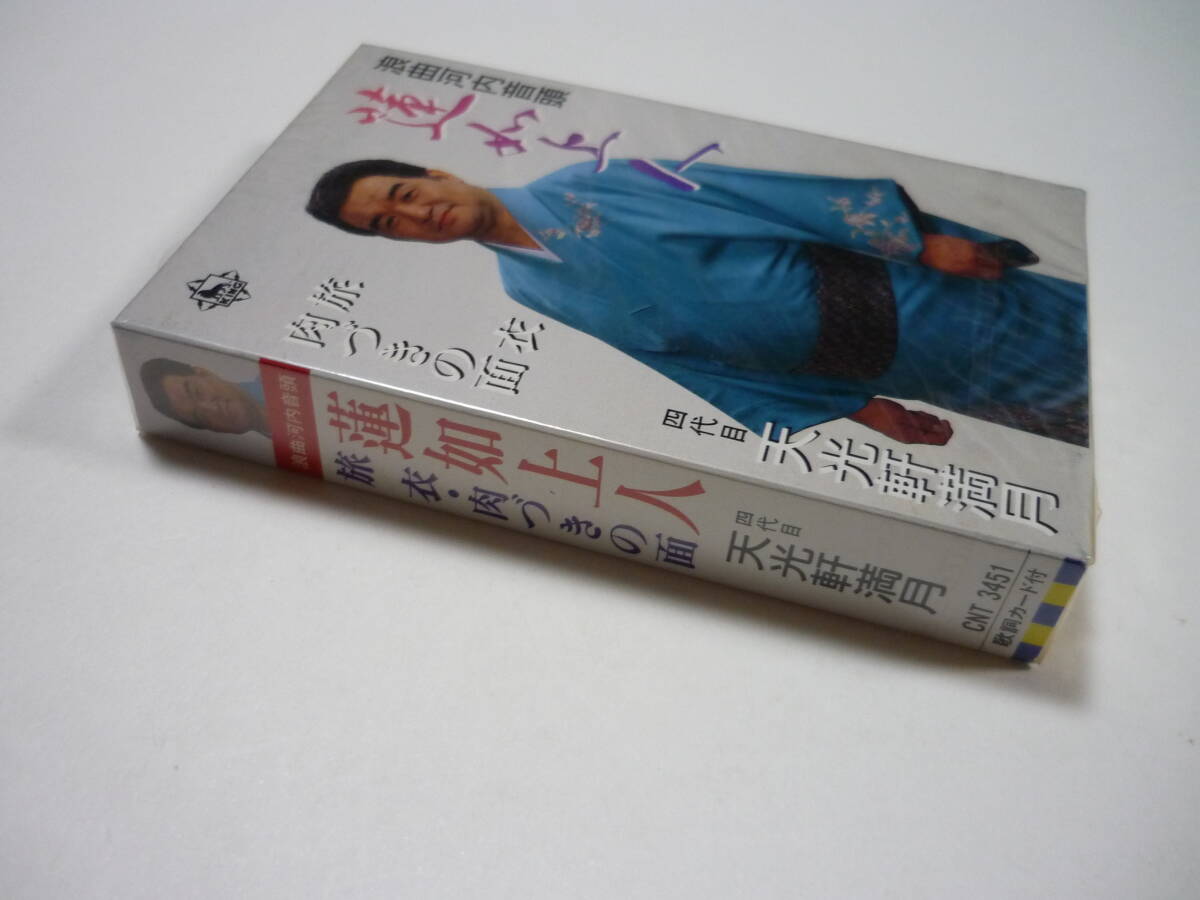 浪曲河内音頭
蓮如上人
旅衣
肉づきの面
四代目
天光軒満月
KING
浪曲河内音頭
蓮如上人
旅衣・肉づきの面
四代目
天光軒満月
CNT 3451
歌詞カード付